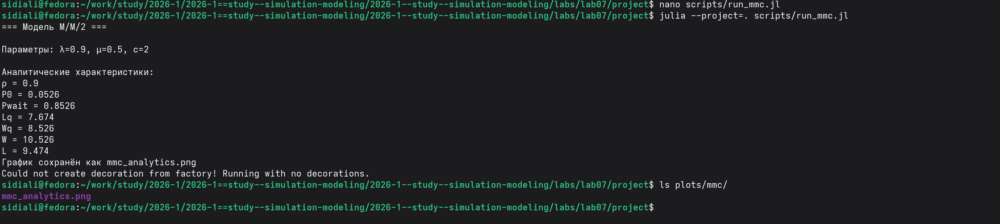 sidiali@fedora:~/work/study/2026-1/2026-1==study--simulation-modeling/2026-1--study--simulation-modeling/labs/lab07/project$ nano scripts/run_mmc.jl
sidiali@fedora:~/work/study/2026-1/2026-1==study--simulation-modeling/2026-1--study--simulation-modeling/labs/lab07/project$ julia --project=. scripts/run_mmc.jl
=== Модель M/M/2 ===
Параметры: λ=0.9, μ=0.5, c=2
Аналитические характеристики:
ρ = 0.9
P0 = 0.0526
Pwait = 0.8526
Lq = 7.674
Wq = 8.526
W = 10.526
L = 9.474
График сохранён как mmc_analytics.png
Could not create decoration from factory! Running with no decorations.
sidiali@fedora:~/work/study/2026-1/2026-1==study--simulation-modeling/2026-1--study--simulation-modeling/labs/lab07/project$ ls plots/mmc/
mmc_analytics.png
sidiali@fedora:~/work/study/2026-1/2026-1==study--simulation-modeling/2026-1--study--simulation-modeling/labs/lab07/project$